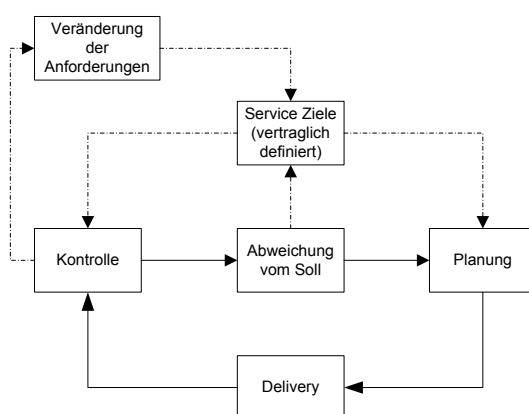 Veränderung
der
Anforderungen
Service Ziele
(vertraglich
definiert)
Kontrolle
Abweichung
vom Soll
Planung
Delivery